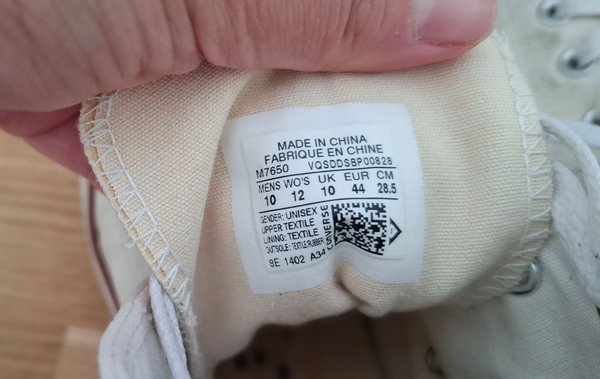 MADE IN CHINA
FABRIQUE EN CHINE
M7650 VQSDDSBP00828
MENS WO'S UK EUR CM
10 12 10 44 28.5
GENDER: UNISEX
UPPER TEXTILE
LINING: TEXTILE
OUTSOLE: TEXTILE RUBBER
CONVERSE
BE 1402 A34